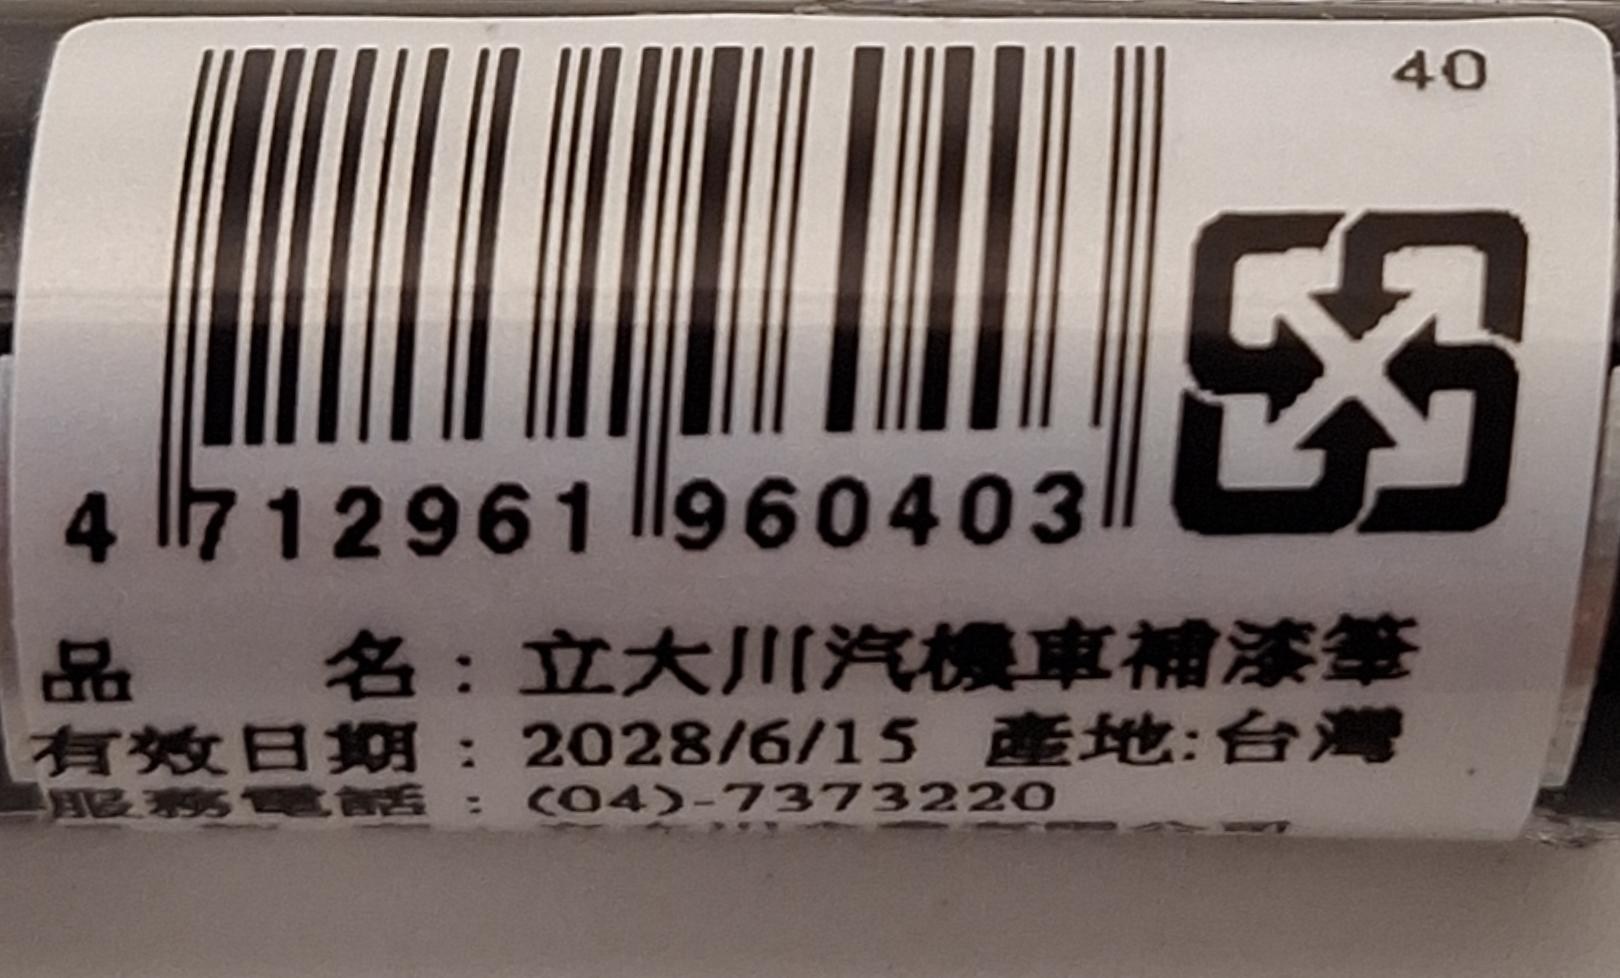 40
4 712961 960403
品 名：立大川汽機車補漆筆
有效日期：2028/6/15 產地:台灣
服務電話：(04)-7373220